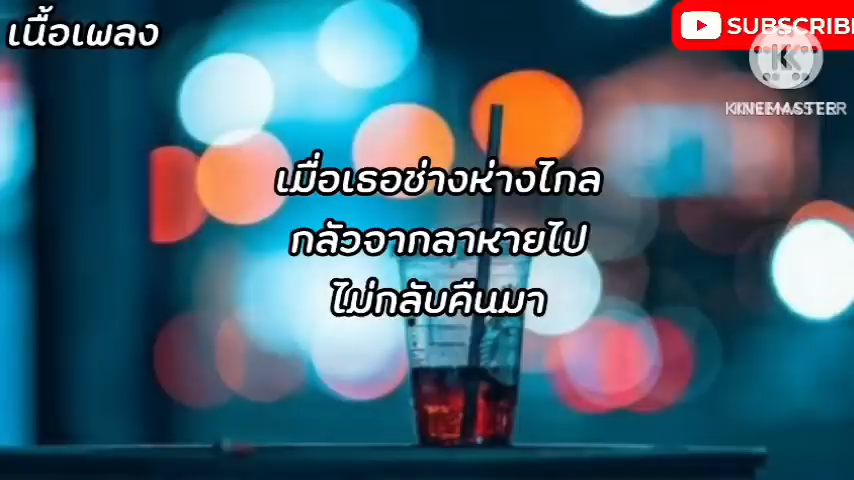 เนื้อเพลง
SUBSCRIBE
KINEMASTER
เมื่อเธอช่างห่างไกล
กลัวจากลาหายไป
ไม่กลับคืนมา